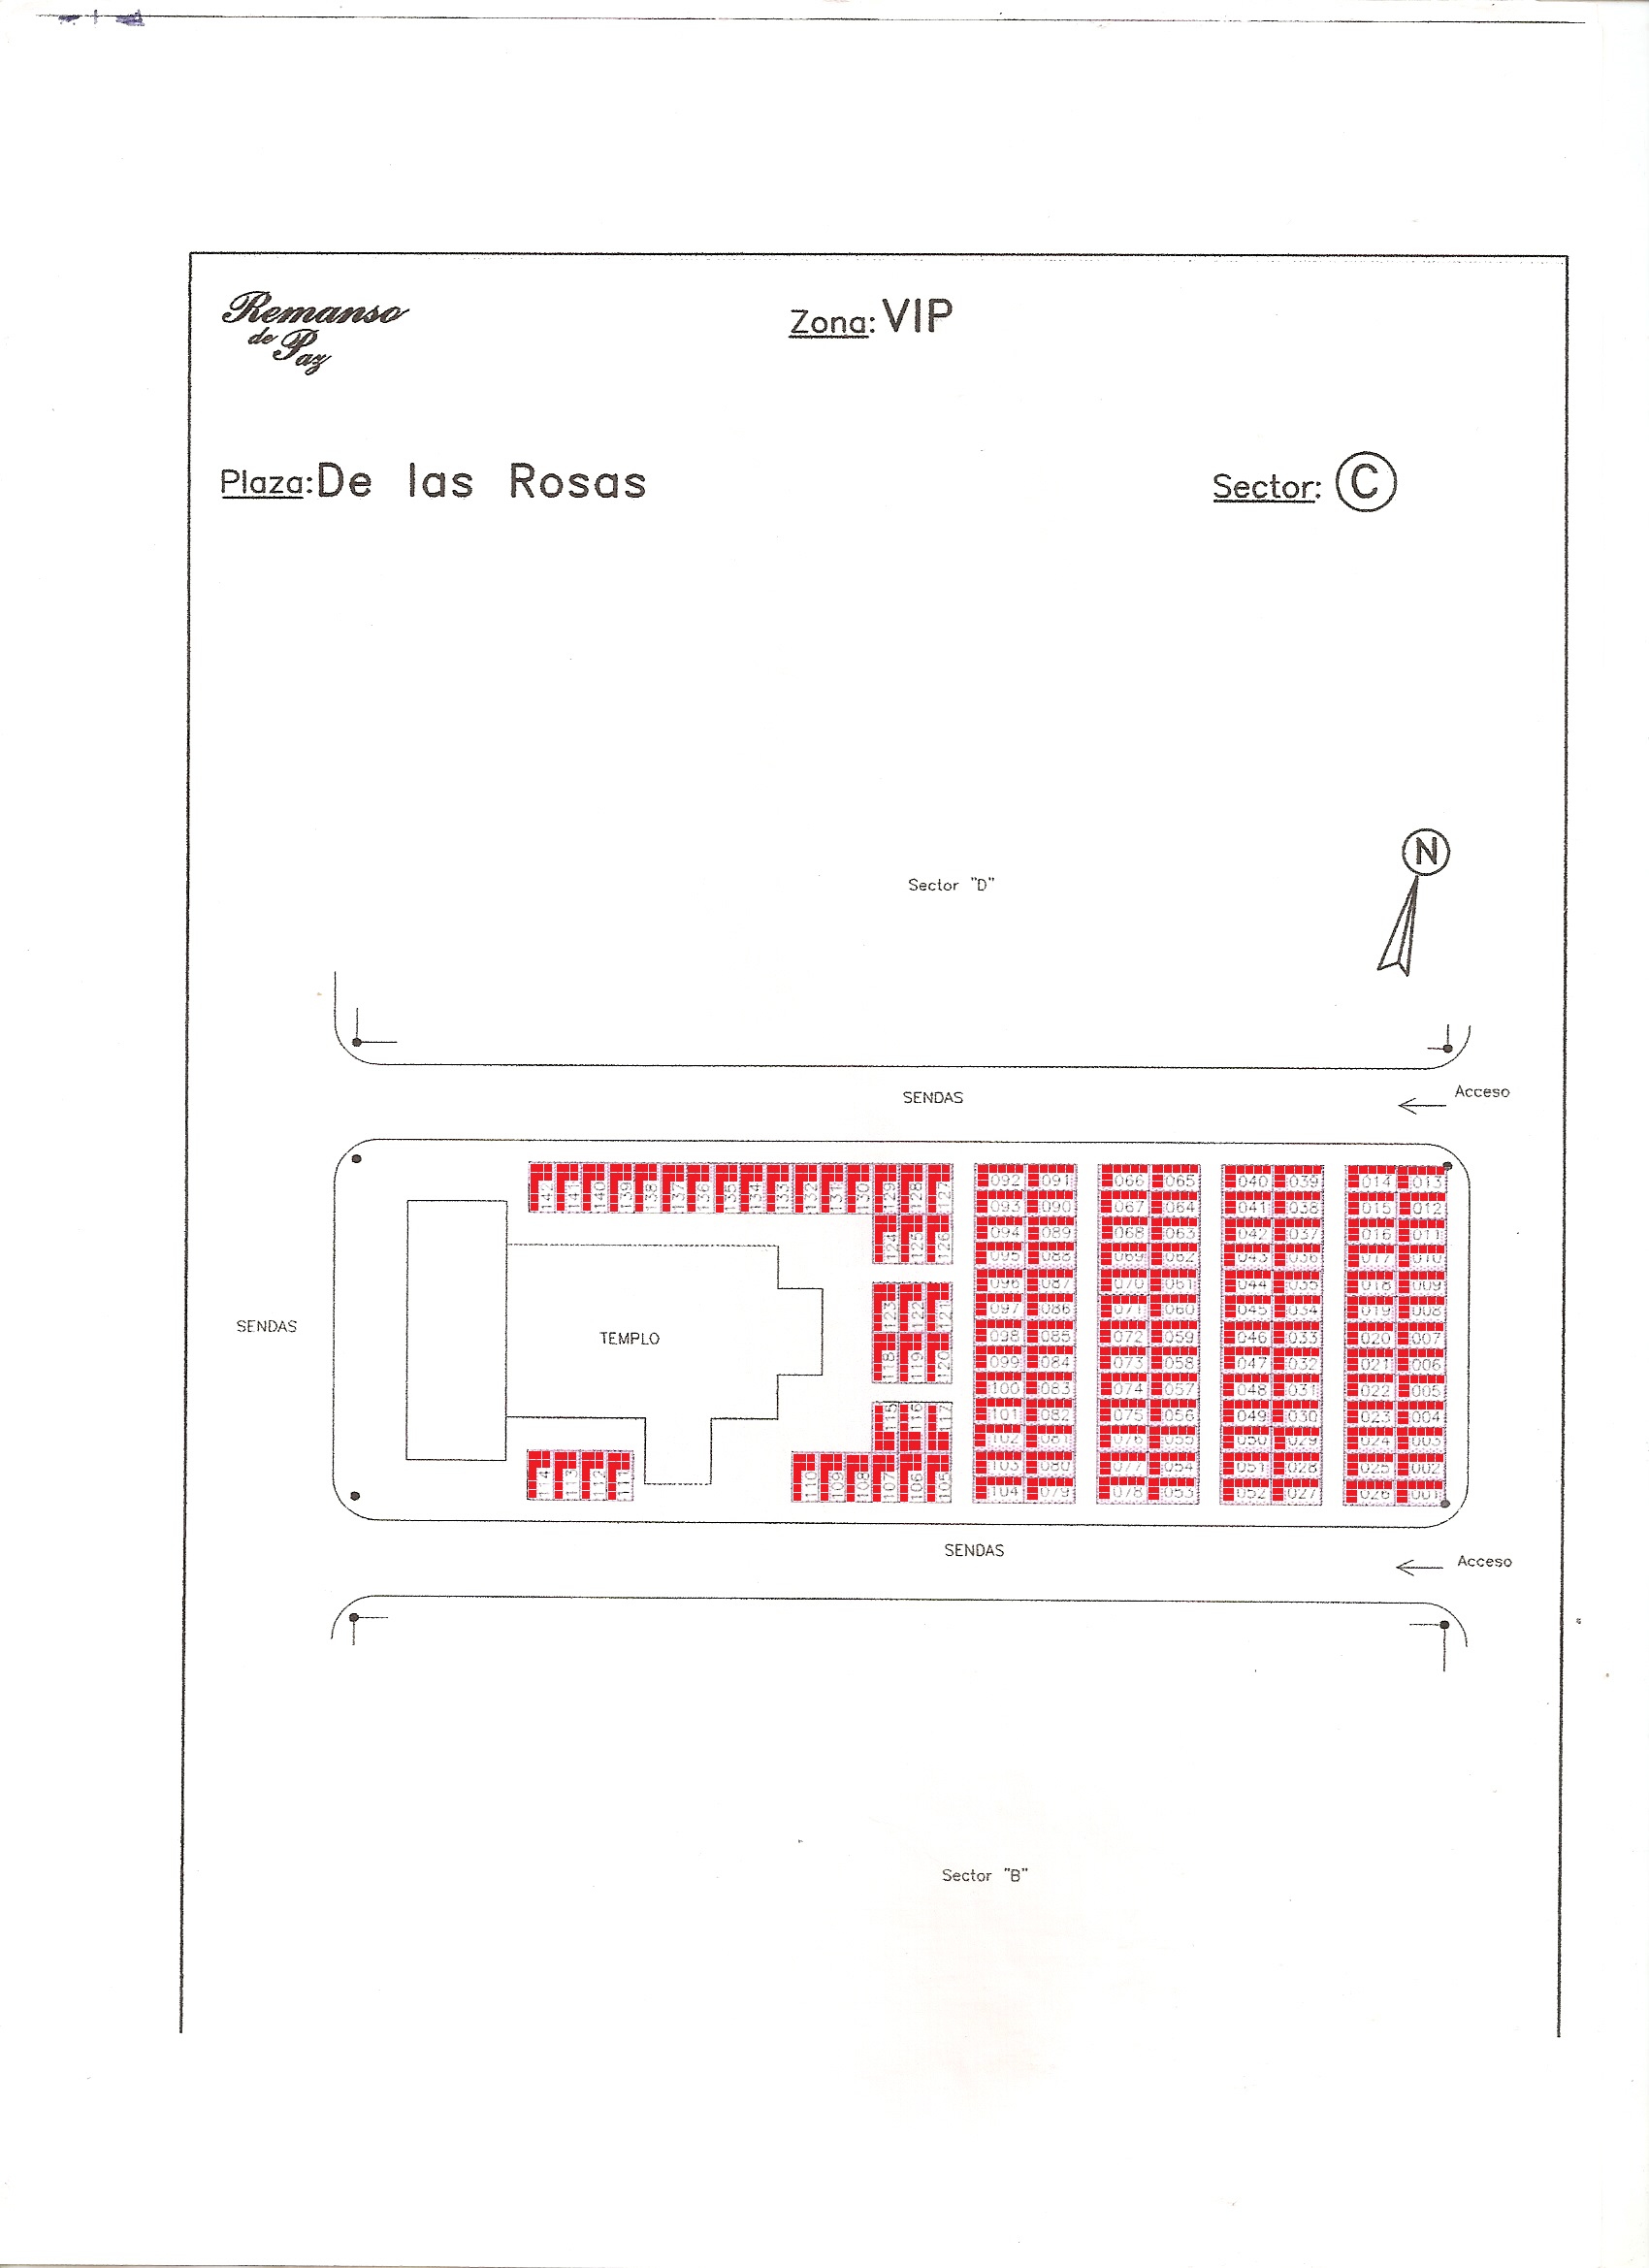 Remanso
de Paz
Zona: VIP
Plaza: De las Rosas
Sector: C
N
Sector "D"
SENDAS
Acceso
142 141 140 139 138 137 136 135 134 133 132 131 130 129 128 127
124 125 126
123 122 121
118 119 120
115 116 117
114 113 112 111
110 109 108 107 106 105
092 091 066 065 040 039 014 013
093 090 067 064 041 038 015 012
094 089 068 063 042 037 016 011
095 088 069 062 043 036 017 010
096 087 070 061 044 035 018 009
097 086 071 060 045 034 019 008
098 085 072 059 046 033 020 007
099 084 073 058 047 032 021 006
100 083 074 057 048 031 022 005
101 082 075 056 049 030 023 004
102 081 076 055 050 029 024 003
103 080 077 054 051 028 025 002
104 079 078 053 052 027 026 001
SENDAS
TEMPLO
SENDAS
Acceso
Sector "B"